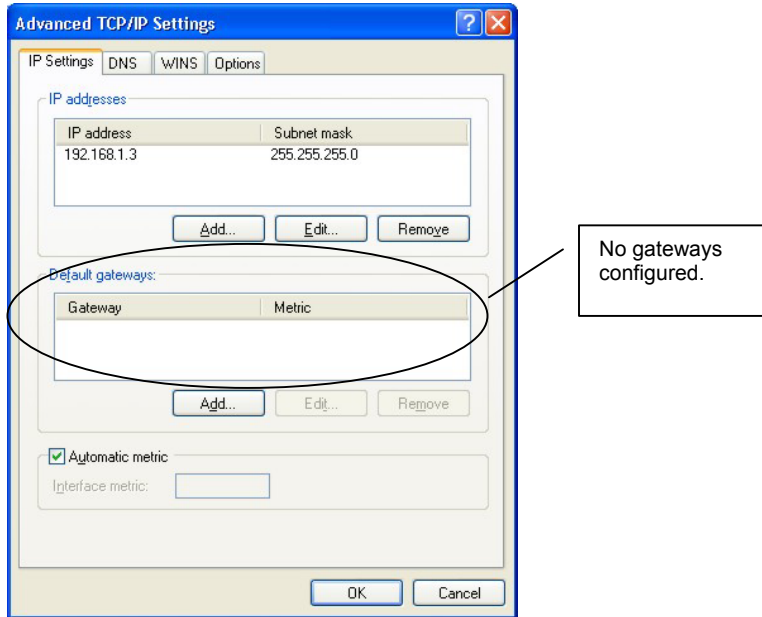 Advanced TCP/IP Settings
IP Settings DNS WINS Options
IP addresses
IP address Subnet mask
192.168.1.3 255.255.255.0
Add... Edit... Remove
Default gateways:
Gateway Metric
Add... Edit... Remove
Automatic metric
Interface metric:
OK Cancel
No gateways
configured.